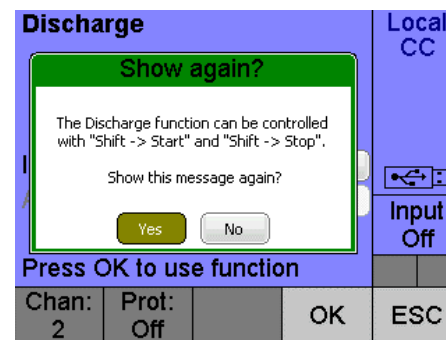 Discharge
Local
CC
Show again?
The Discharge function can be controlled
with "Shift -> Start" and "Shift -> Stop".
Show this message again?
Yes
No
Input
Off
Press OK to use function
Chan:
2
Prot:
Off
OK
ESC